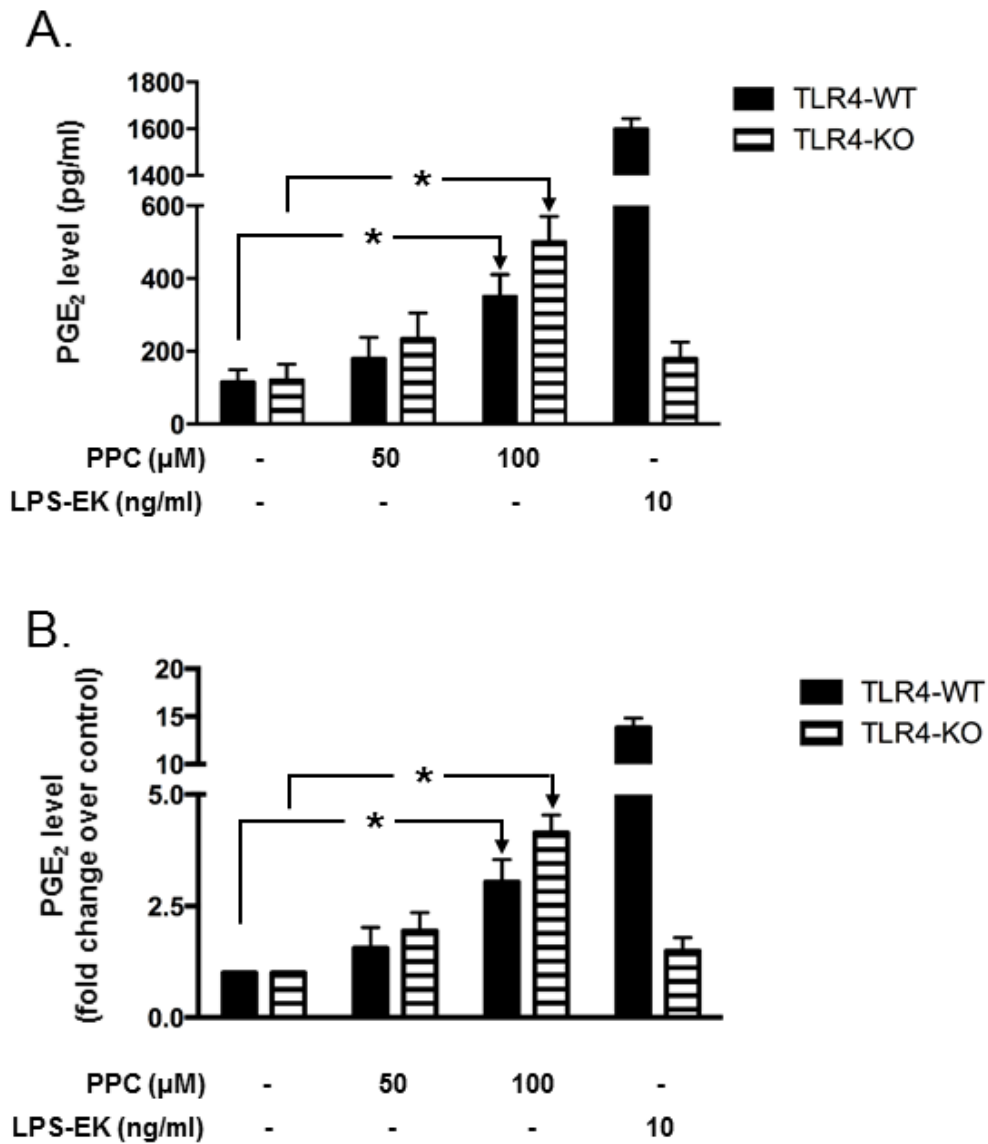 A.
1800
1600
1400
600
400
200
0
PGE₂ level (pg/ml)
TLR4-WT
TLR4-KO
*
*
PPC (µM) - 50 100 -
LPS-EK (ng/ml) - - - 10
B.
20
15
10
5.0
2.5
0.0
PGE₂ level
(fold change over control)
TLR4-WT
TLR4-KO
*
*
PPC (µM) - 50 100 -
LPS-EK (ng/ml) - - - 10